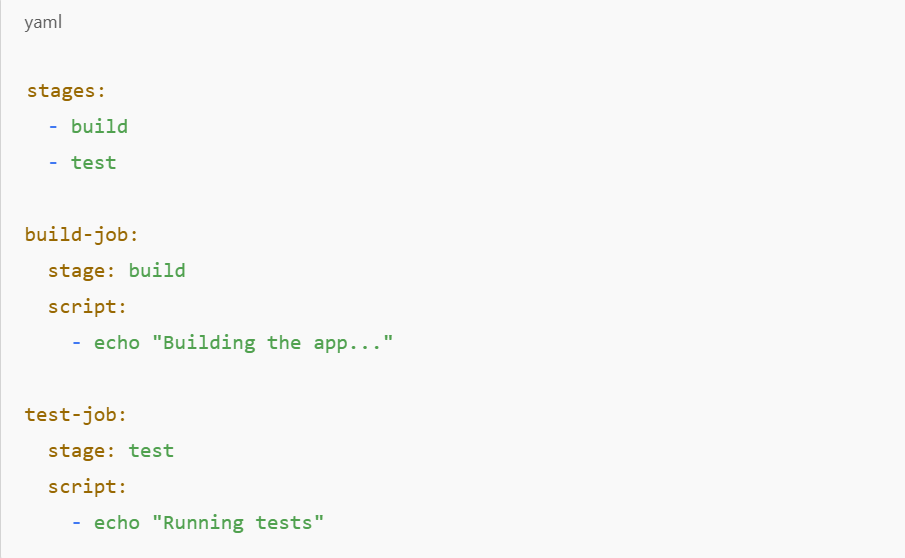 yaml
stages:
  - build
  - test
build-job:
  stage: build
  script:
    - echo "Building the app..."
test-job:
  stage: test
  script:
    - echo "Running tests"